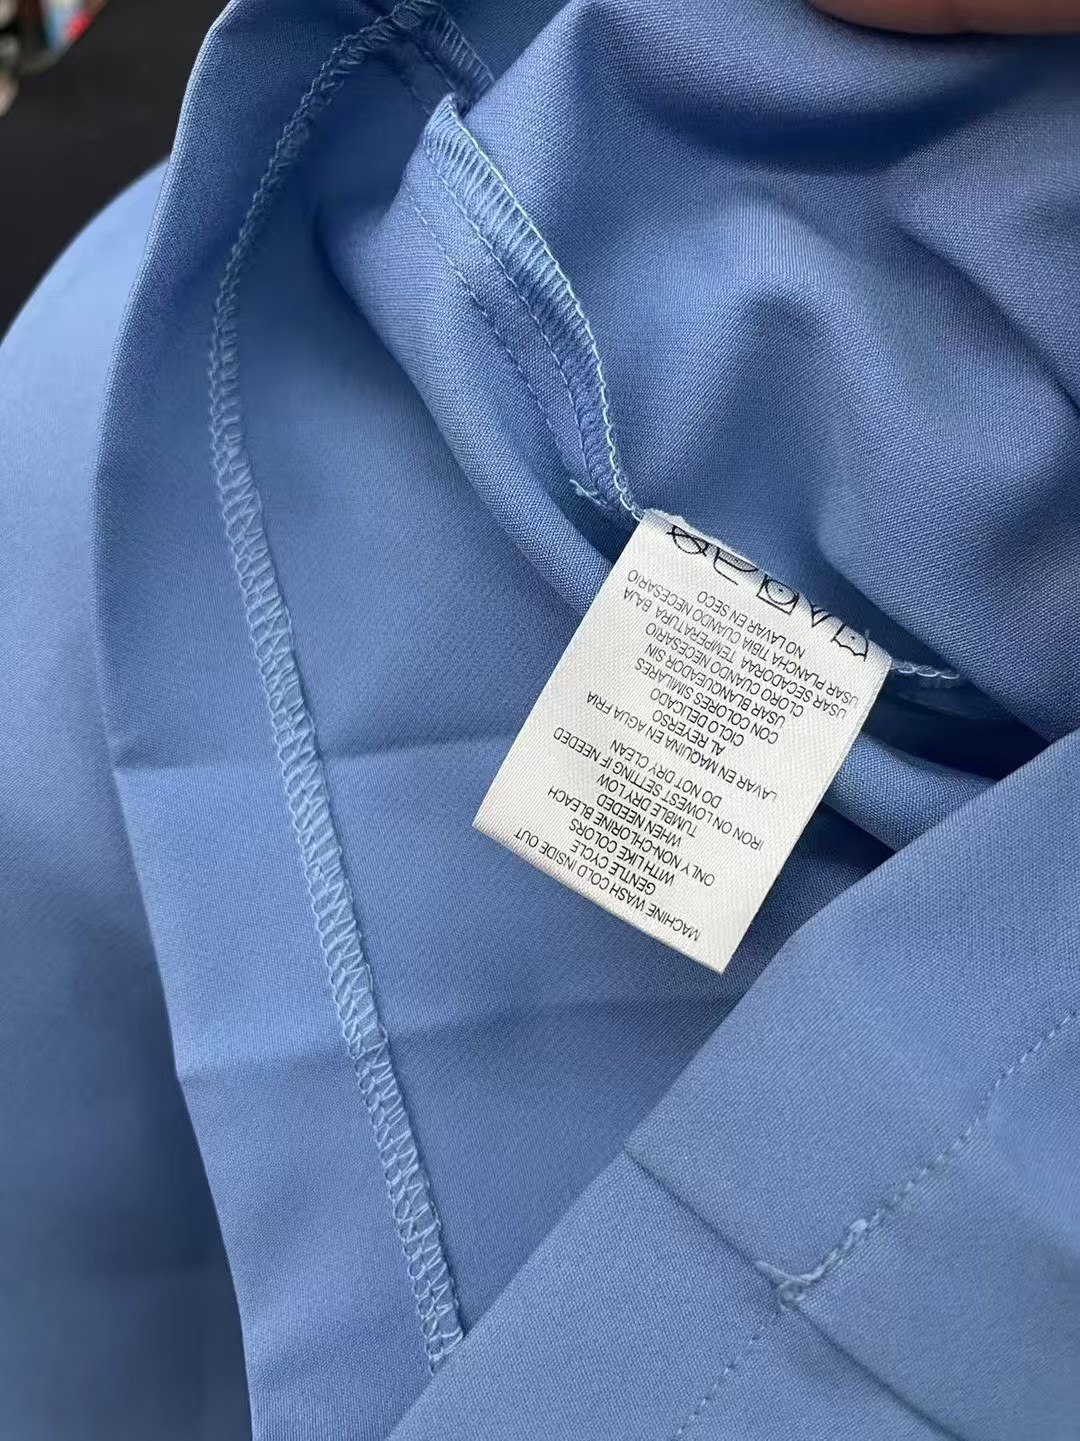 MACHINE WASH COLD INSIDE OUT
GENTLE CYCLE
WITH LIKE COLORS
ONLY NON-CHLORINE BLEACH
WHEN NEEDED
TUMBLE DRY LOW
IRON ON LOWEST SETTING IF NEEDED
DO NOT DRY CLEAN
LAVAR EN MAQUINA EN AGUA FRIA
AL REVERSO
CICLO DELICADO
CON COLORES SIMILARES
USAR BLANQUEADOR SIN
CLORO CUANDO NECESARIO
USAR SECADORAA TEMPERATURA BAJA
USAR PLANCHA TIBIA CUANDO NECESARIO
NO LAVAR EN SECO